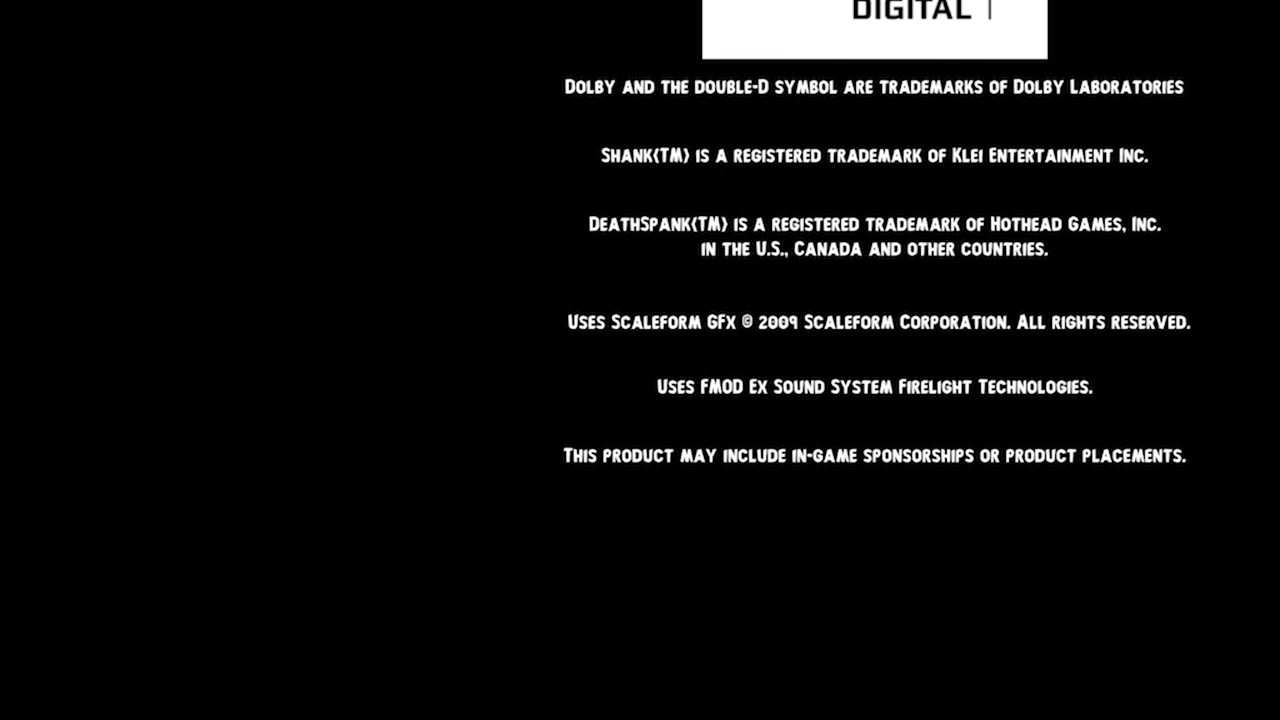 DIGITAL
Dolby and the double-D symbol are trademarks of Dolby Laboratories
Shank(TM) is a registered trademark of Klei Entertainment Inc.
DeathSpank(TM) is a registered trademark of Hothead Games, Inc.
in the U.S., Canada and other countries.
Uses Scaleform GFx © 2009 Scaleform Corporation. All rights reserved.
Uses FMOD Ex Sound System Firelight Technologies.
This product may include in-game sponsorships or product placements.